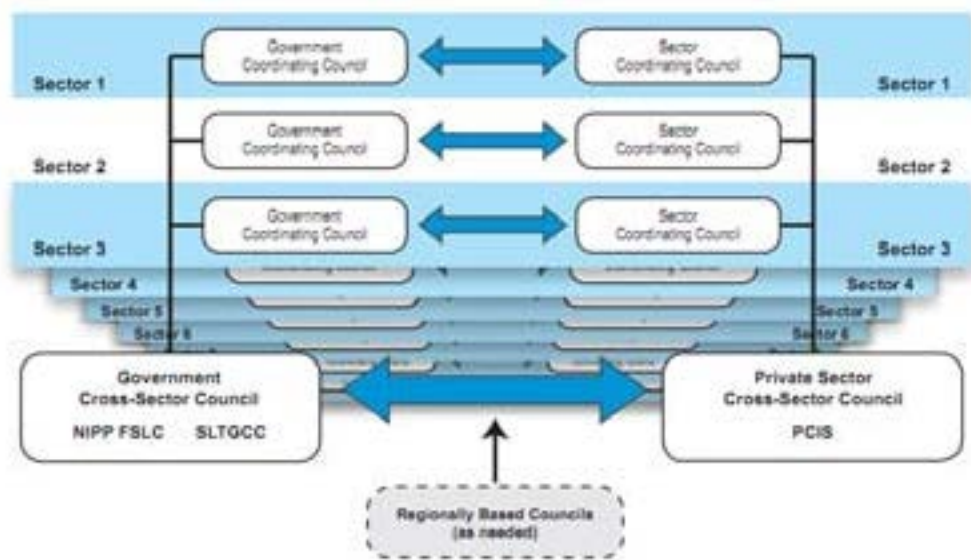 Government
Coordinating Council
Sector
Coordinating Council
Sector 1
Sector 1
Government
Coordinating Council
Sector
Coordinating Council
Sector 2
Sector 2
Government
Coordinating Council
Sector
Coordinating Council
Sector 3
Sector 3
Sector 4
Sector 4
Sector 5
Sector 5
Sector 6
Sector 6
Government
Cross-Sector Council
NIPP FSLC SLTGCC
Private Sector
Cross-Sector Council
PCIS
Regionally Based Councils
(as needed)